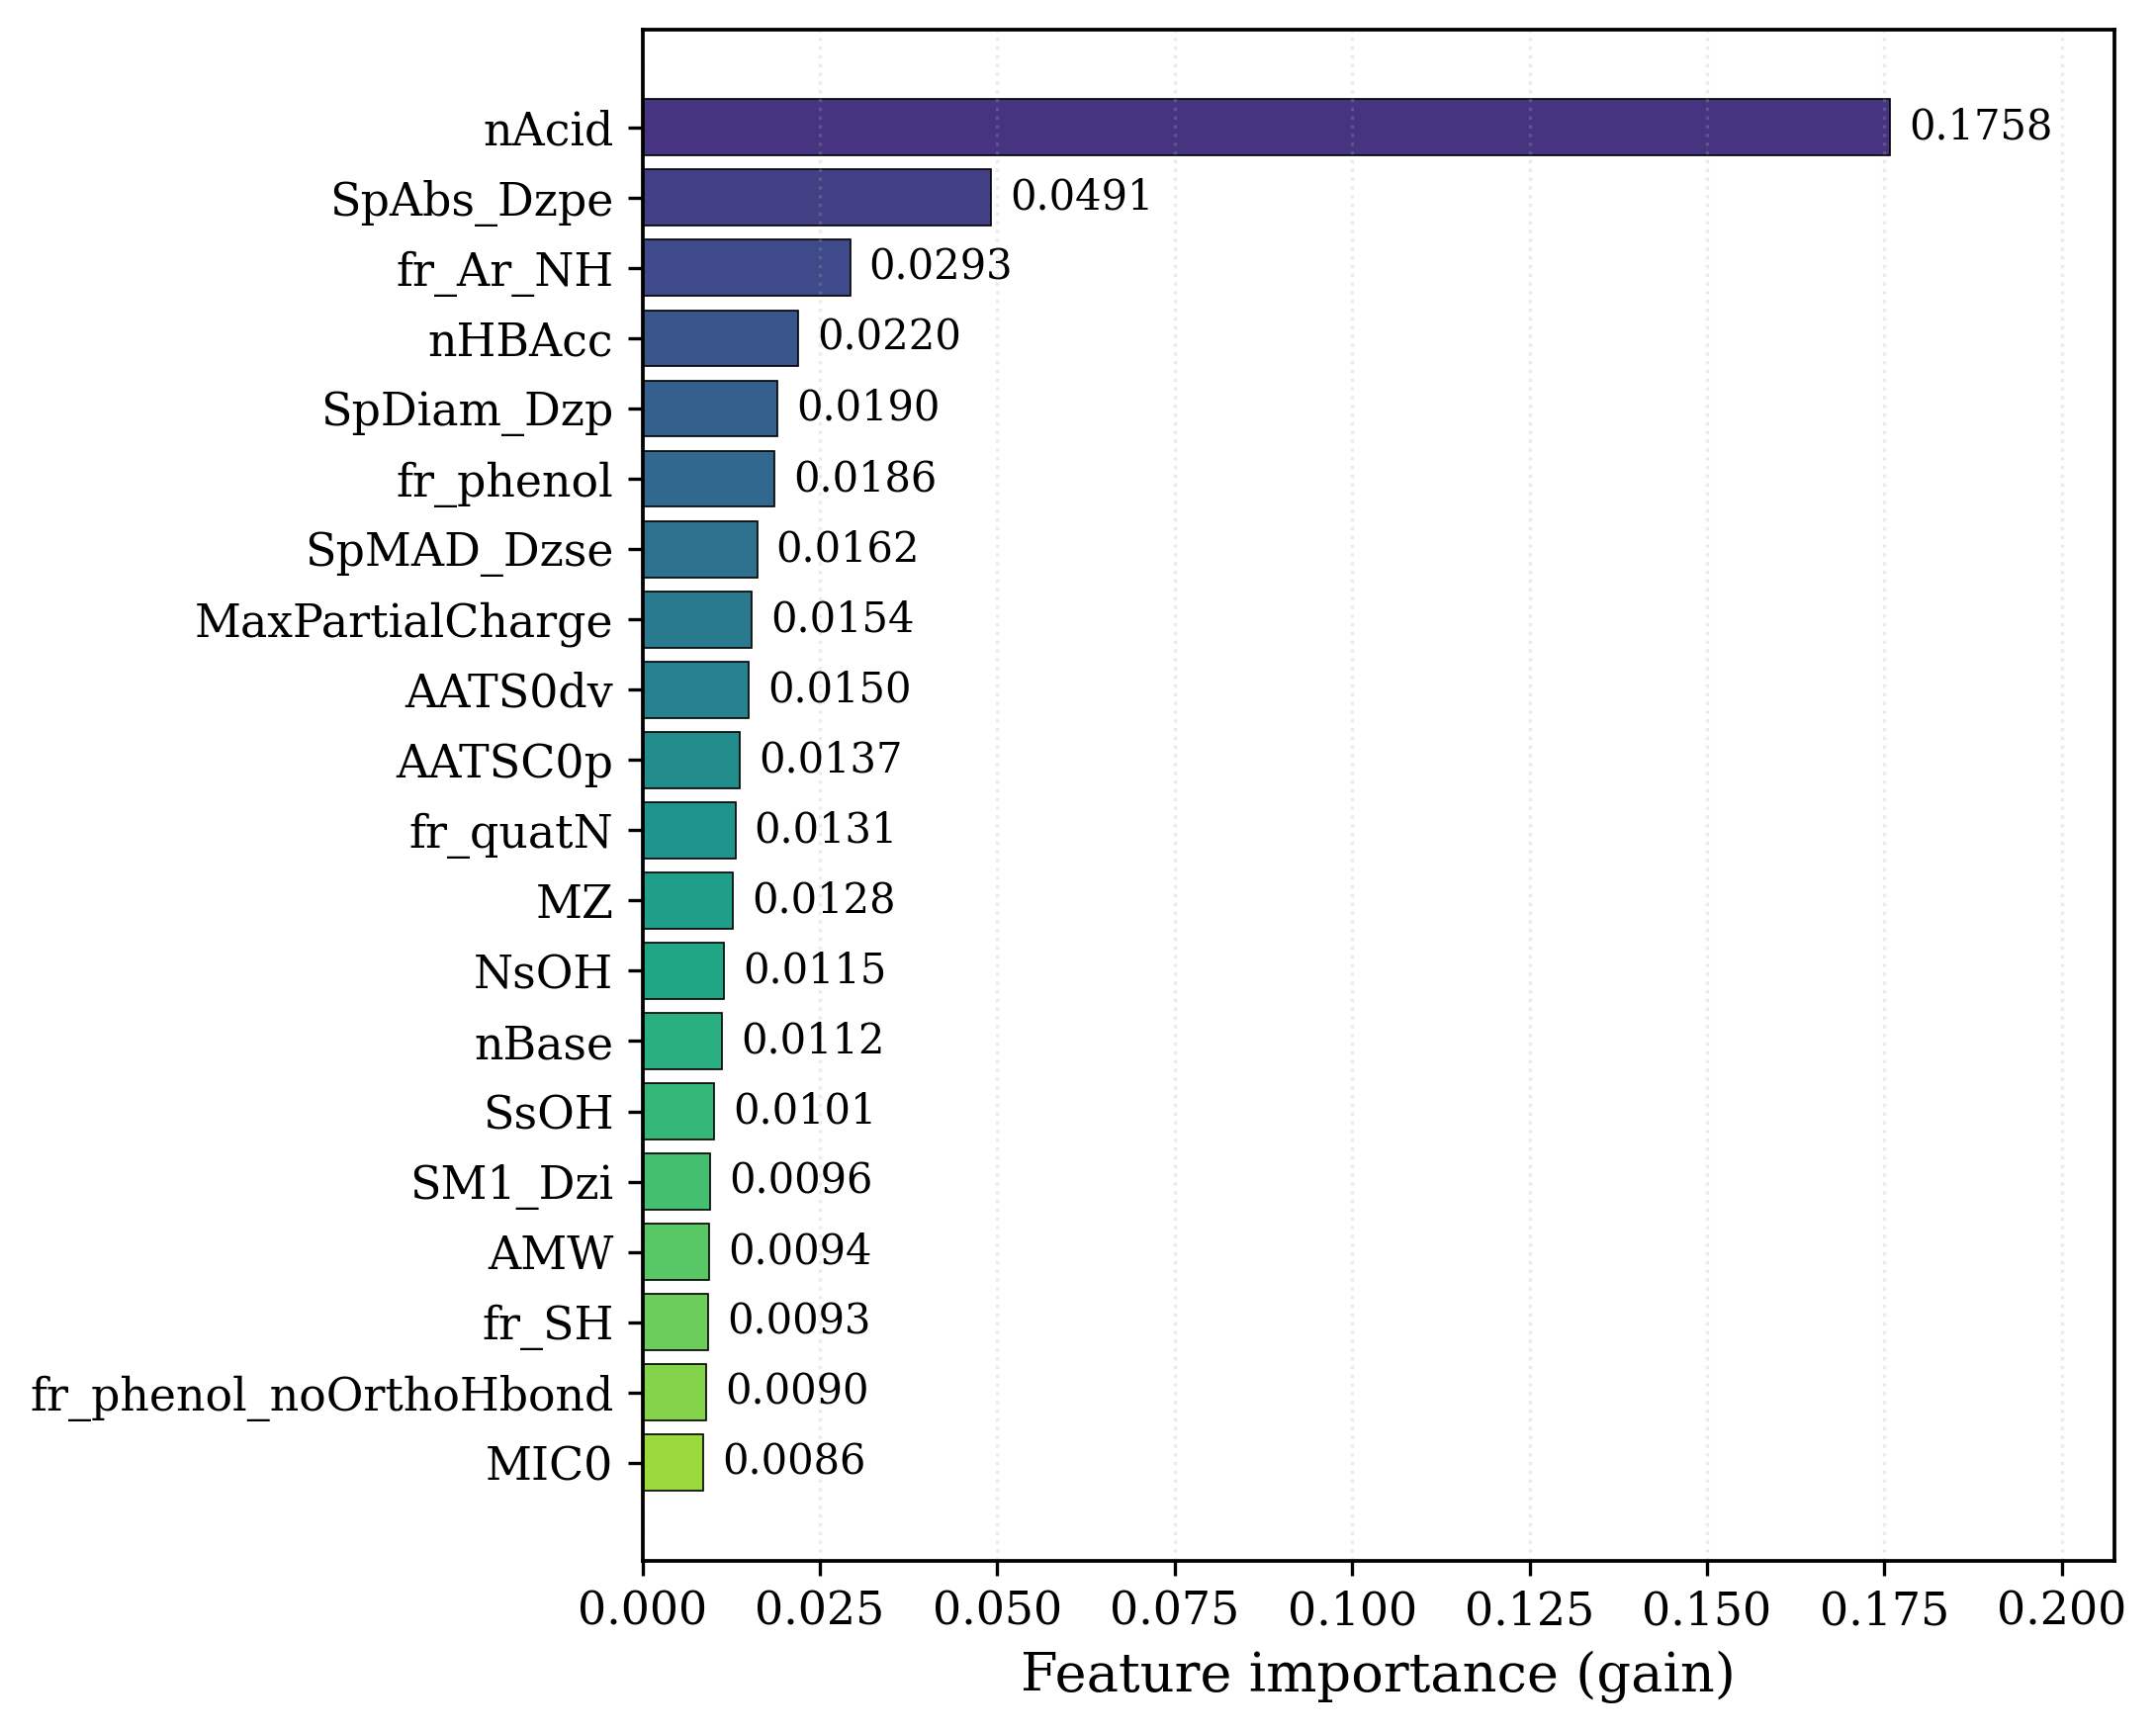 nAcid 0.1758
SpAbs_Dzpe 0.0491
fr_Ar_NH 0.0293
nHBAcc 0.0220
SpDiam_Dzp 0.0190
fr_phenol 0.0186
SpMAD_Dzse 0.0162
MaxPartialCharge 0.0154
AATS0dv 0.0150
AATSC0p 0.0137
fr_quatN 0.0131
MZ 0.0128
NsOH 0.0115
nBase 0.0112
SsOH 0.0101
SM1_Dzi 0.0096
AMW 0.0094
fr_SH 0.0093
fr_phenol_noOrthoHbond 0.0090
MIC0 0.0086
0.000 0.025 0.050 0.075 0.100 0.125 0.150 0.175 0.200
Feature importance (gain)